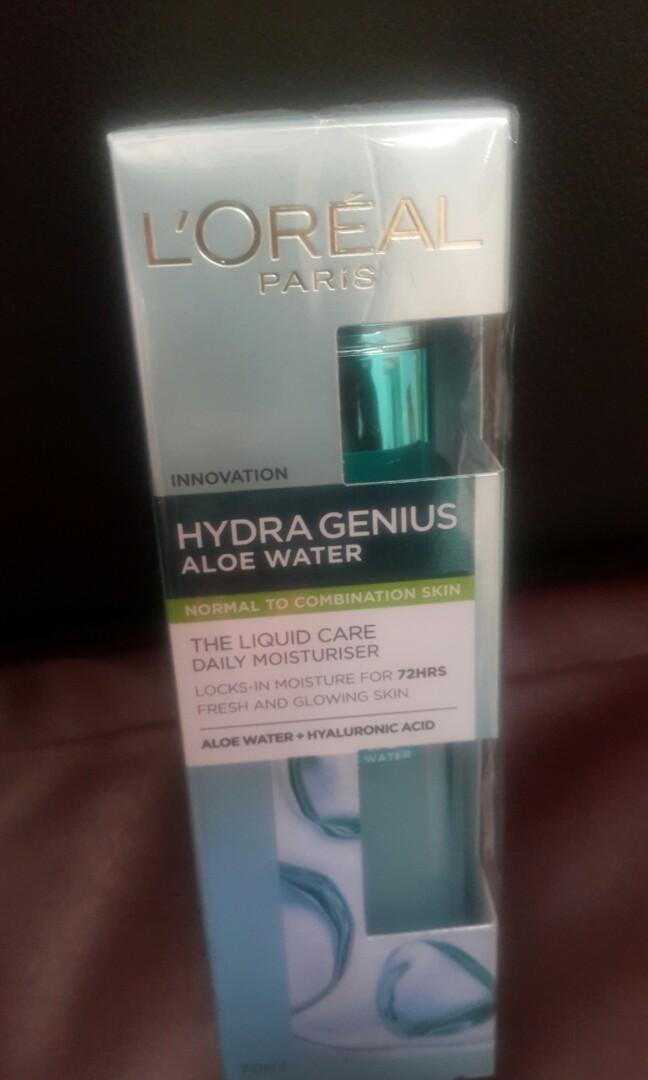 L'ORÉAL
PARiS
INNOVATION
HYDRA GENIUS
ALOE WATER
NORMAL TO COMBINATION SKIN
THE LIQUID CARE
DAILY MOISTURISER
LOCKS-IN MOISTURE FOR 72HRS
FRESH AND GLOWING SKIN
ALOE WATER + HYALURONIC ACID
WATER
70ml